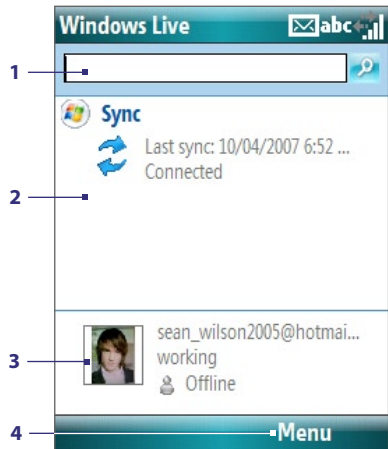 Windows Live abc
1
Sync
Last sync: 10/04/2007 6:52 ...
Connected
2
sean_wilson2005@hotmai...
3 working
Offline
4 Menu